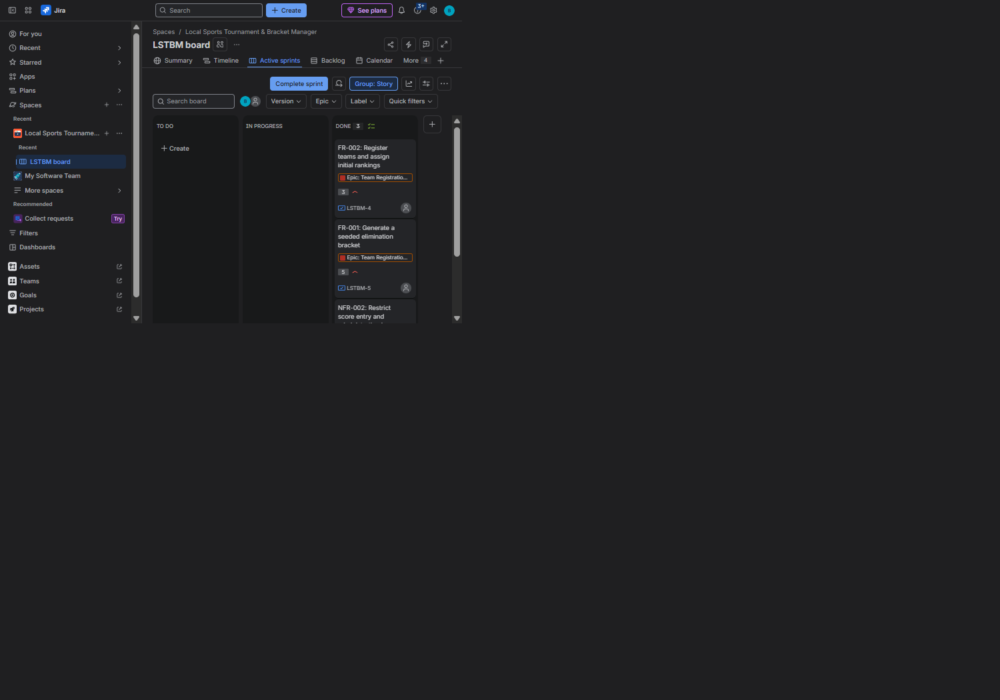 Jira
Search
Create
See plans
3+
B
For you
Recent
Starred
Apps
Plans
Spaces
Recent
Local Sports Tourname...
Recent
LSTBM board
My Software Team
More spaces
Recommended
Collect requests
Try
Filters
Dashboards
Assets
Teams
Goals
Projects
Spaces / Local Sports Tournament & Bracket Manager
LSTBM board
Summary
Timeline
Active sprints
Backlog
Calendar
More 4
Complete sprint
Group: Story
Search board
B
Version
Epic
Label
Quick filters
TO DO
Create
IN PROGRESS
DONE 3
FR-002: Register
teams and assign
initial rankings
Epic: Team Registratio...
3
LSTBM-4
FR-001: Generate a
seeded elimination
bracket
Epic: Team Registratio...
5
LSTBM-5
NFR-002: Restrict
score entry and